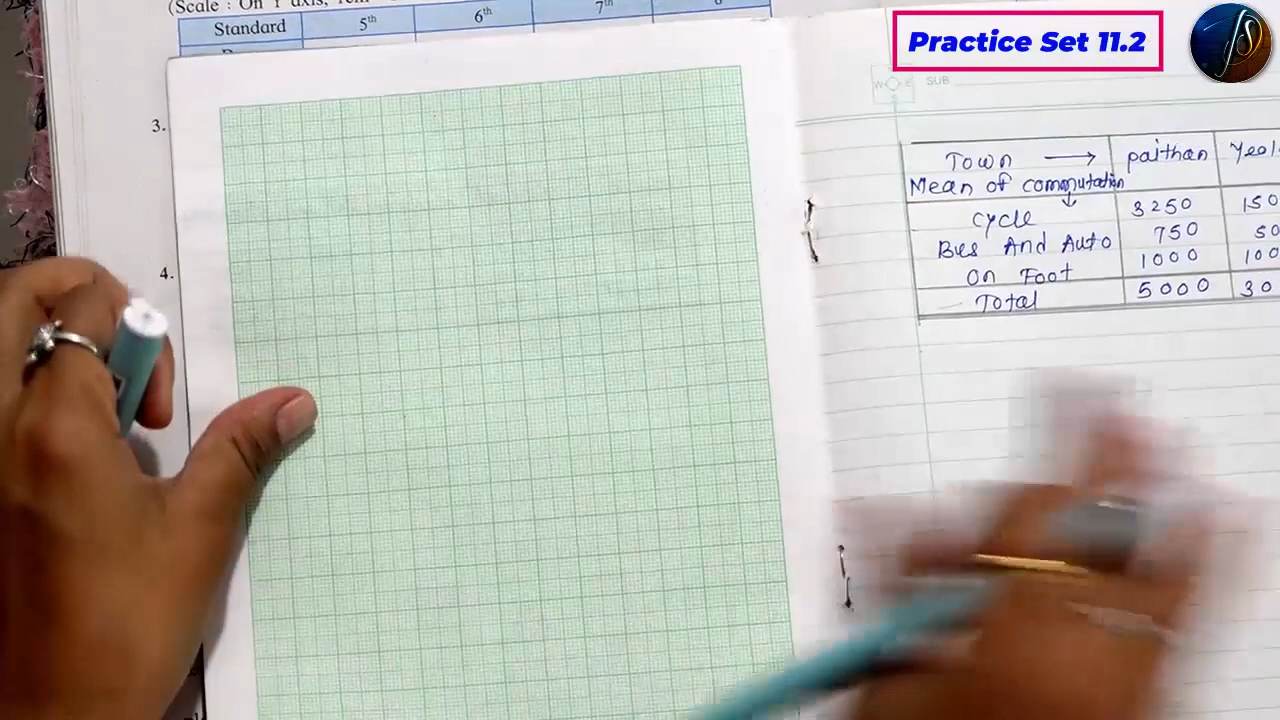 (Scale : On Y axis, 1cm
Standard 5th 6th 7th
Practice Set 11.2
SUB
3.
4.
Town → paithan
Mean of commutation ↓
Cycle 3250
Bus And Auto 750
On Foot 1000
Total 5000